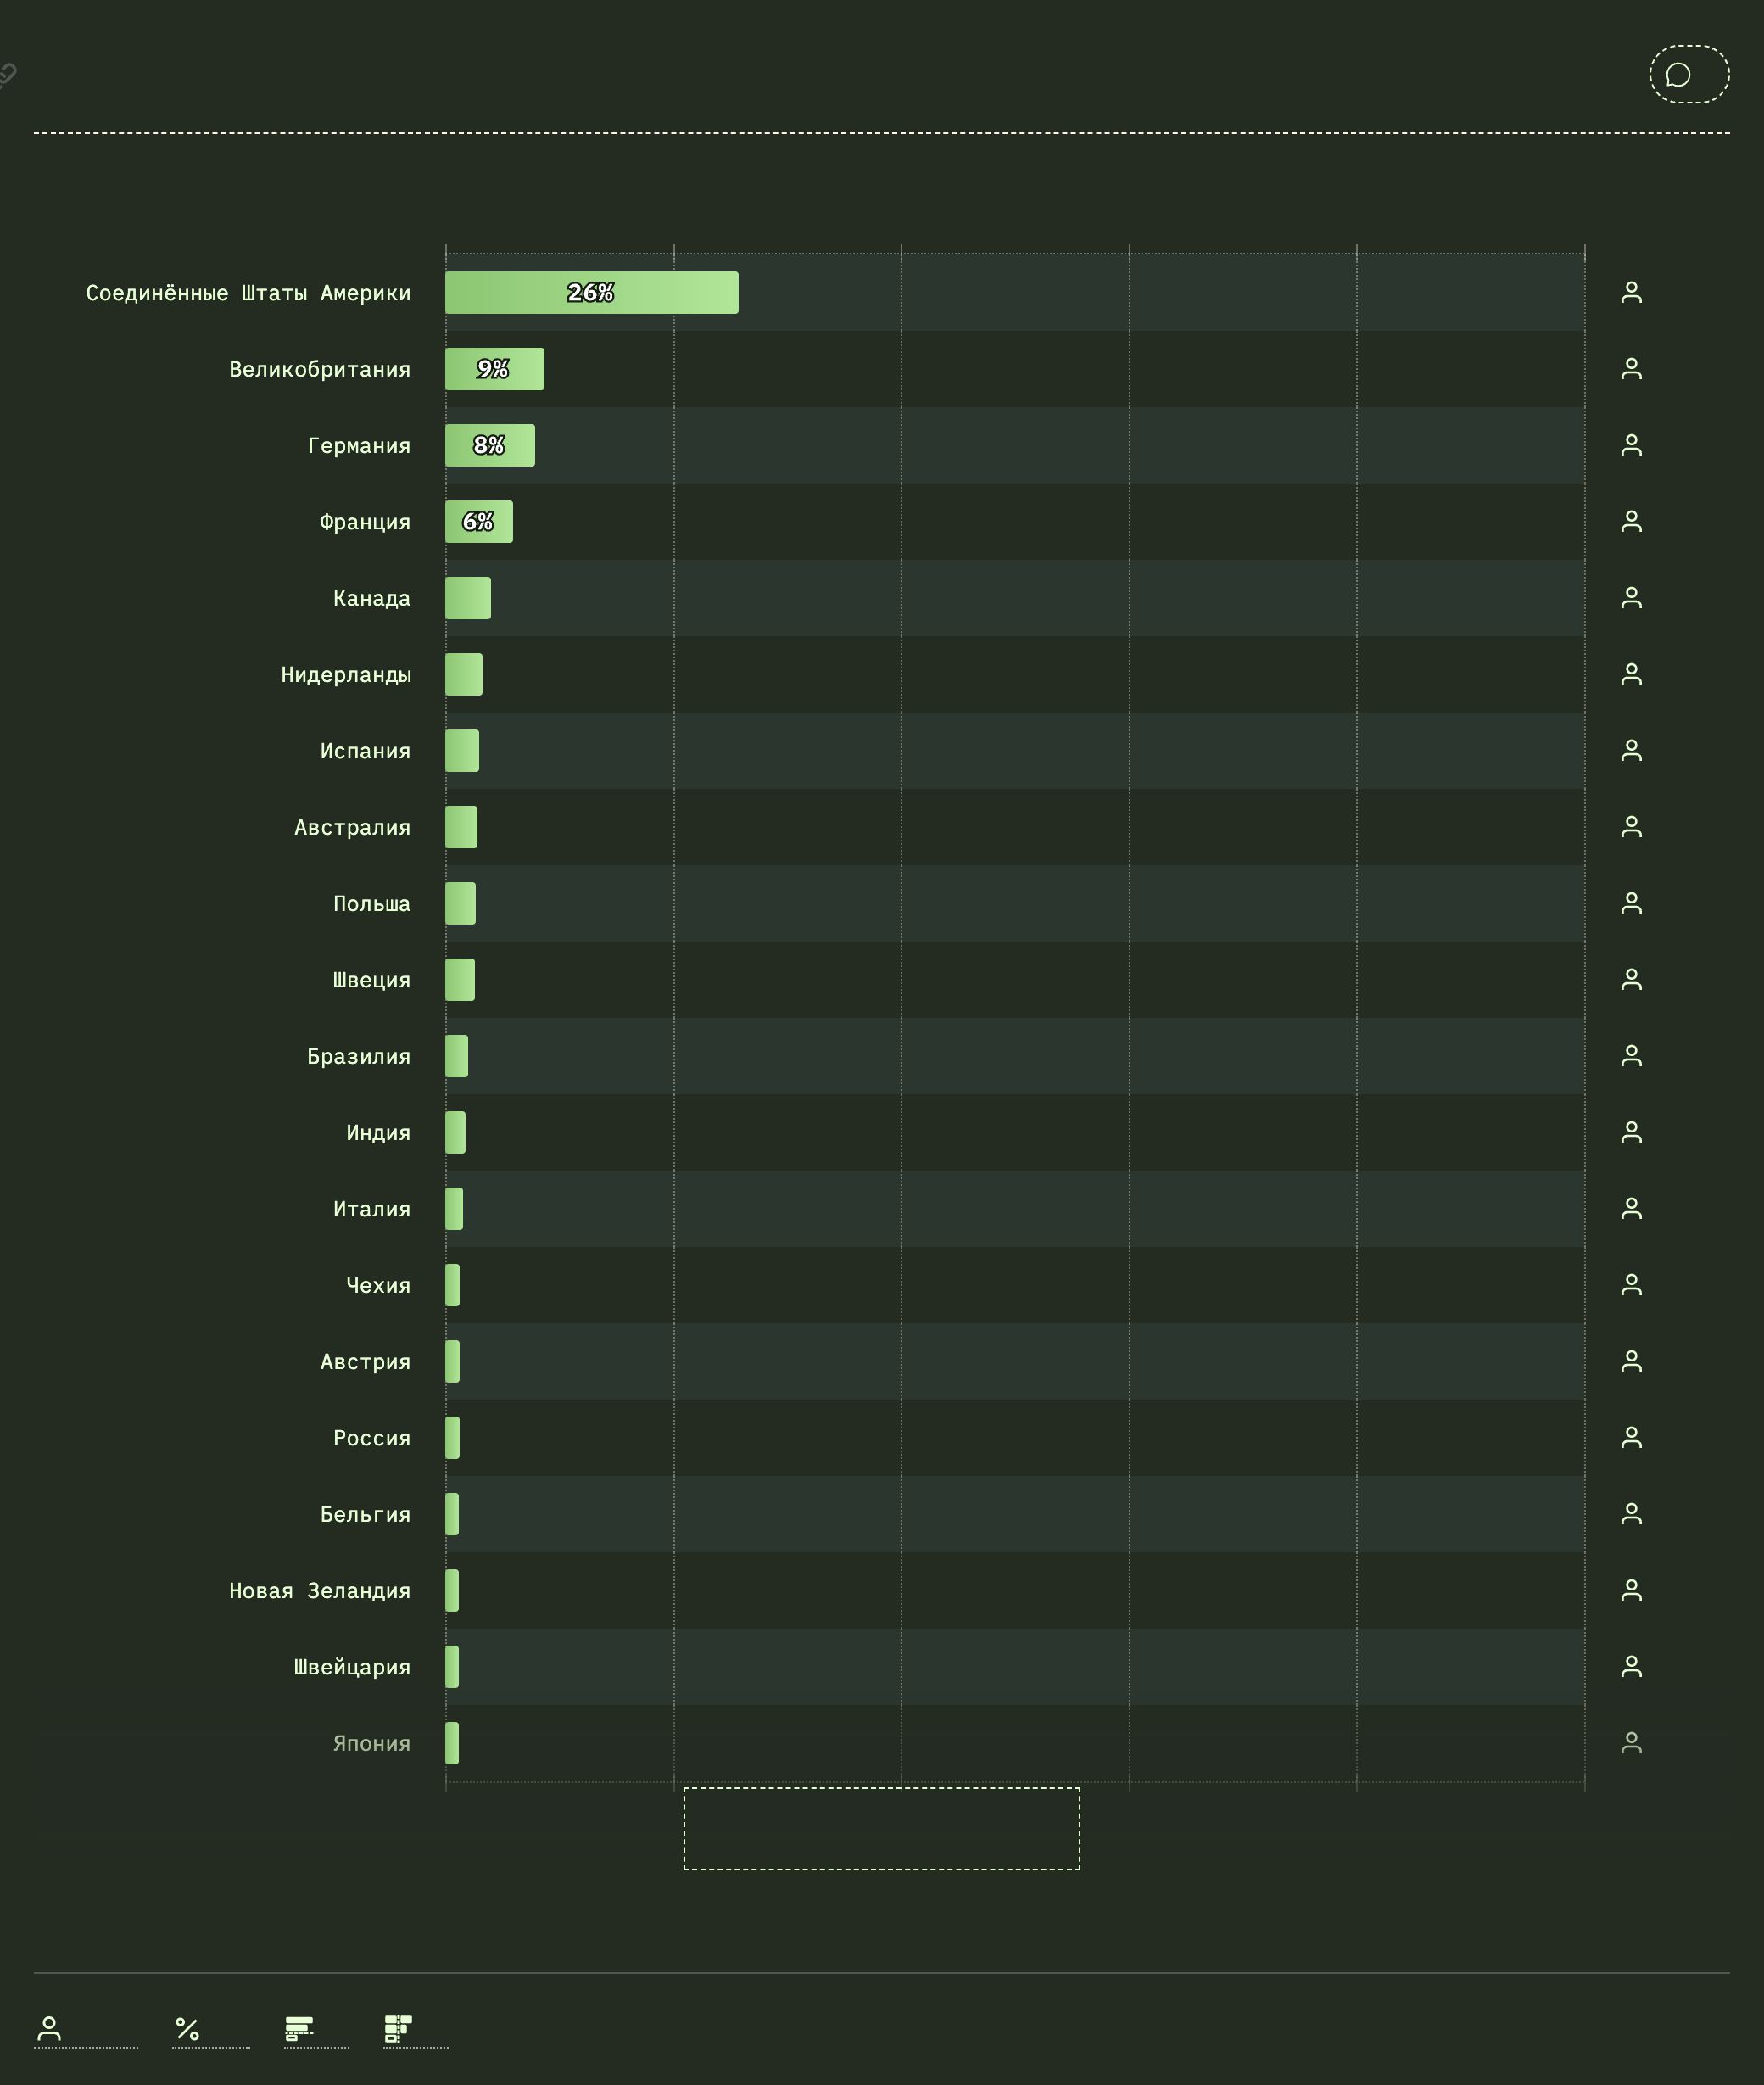 Соединённые Штаты Америки 26%
Великобритания 9%
Германия 8%
Франция 6%
Канада
Нидерланды
Испания
Австралия
Польша
Швеция
Бразилия
Индия
Италия
Чехия
Австрия
Россия
Бельгия
Новая Зеландия
Швейцария
Япония